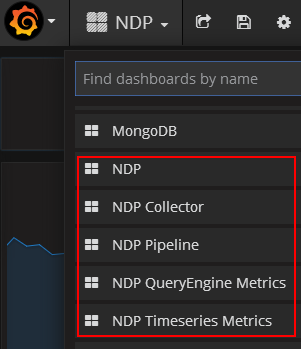 NDP
Find dashboards by name
MongoDB
NDP
NDP Collector
NDP Pipeline
NDP QueryEngine Metrics
NDP Timeseries Metrics